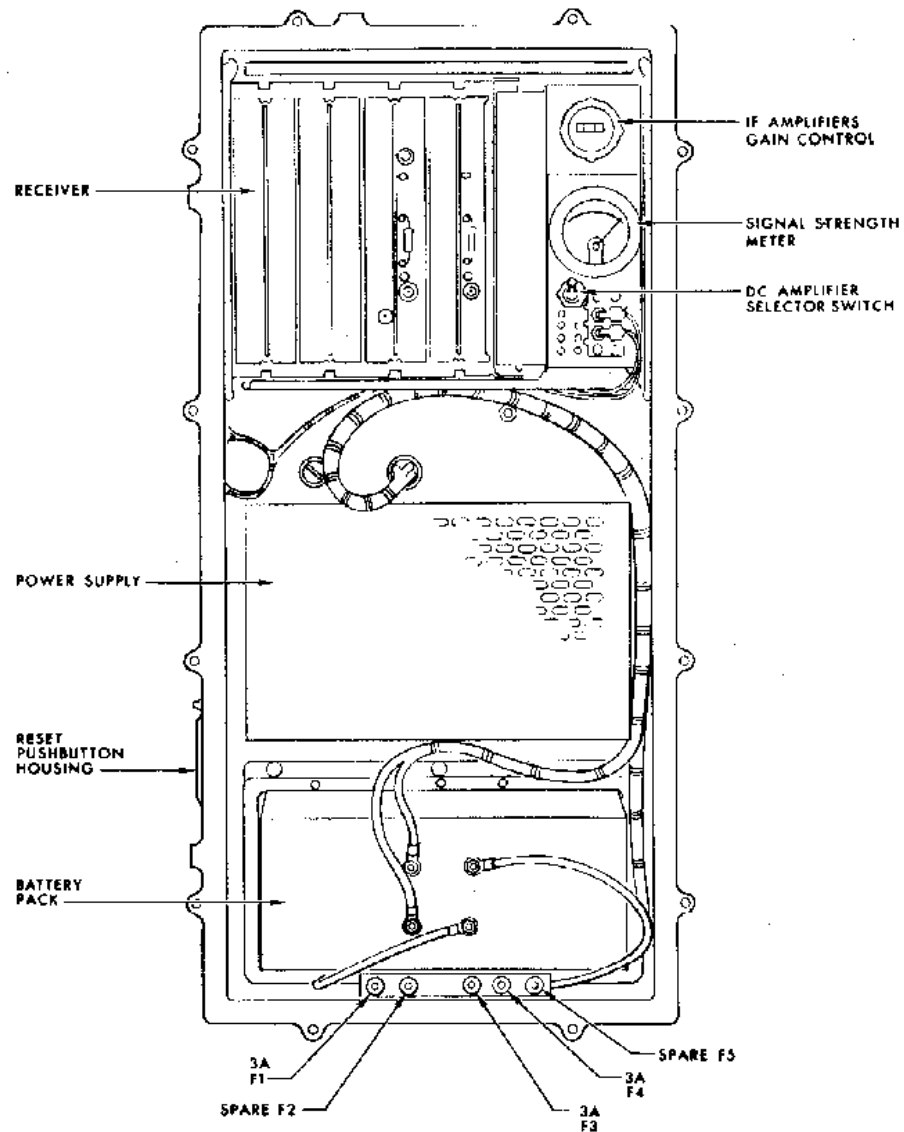 IF AMPLIFIERS
GAIN CONTROL
RECEIVER
SIGNAL STRENGTH
METER
DC AMPLIFIER
SELECTOR SWITCH
POWER SUPPLY
RESET
PUSHBUTTON
HOUSING
BATTERY
PACK
3A
F1
SPARE F2
3A
F3
3A
F4
SPARE F5